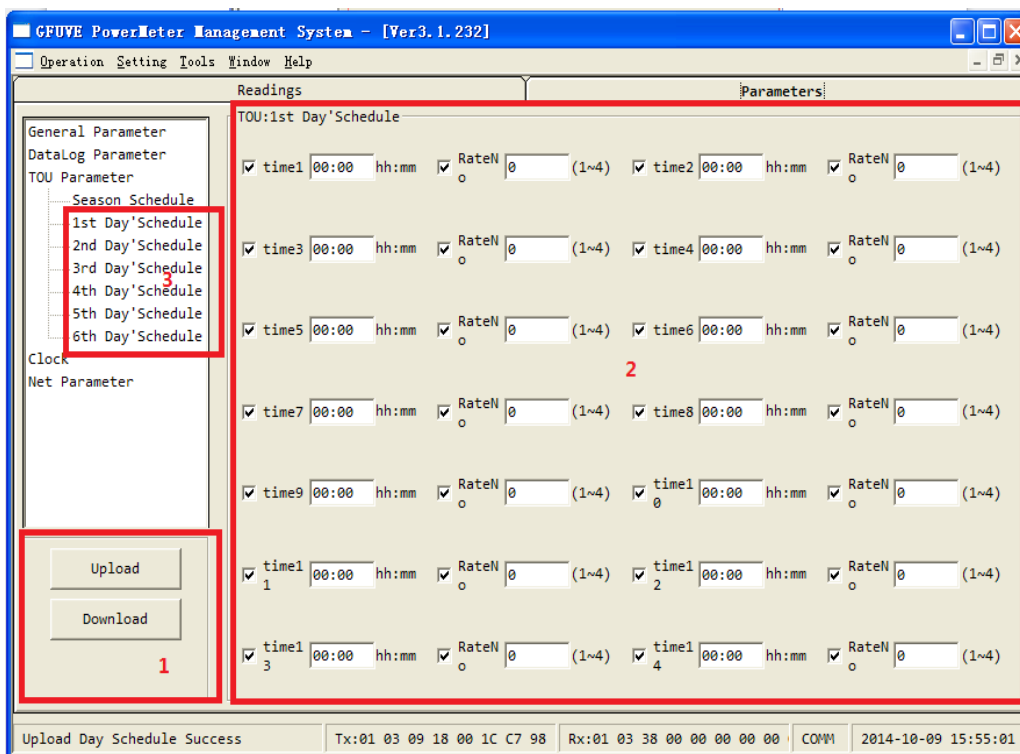 GFUVE PowerMeter Management System - [Ver3.1.232]
Operation Setting Tools Window Help
Readings Parameters
General Parameter
DataLog Parameter
TOU Parameter
Season Schedule
1st Day'Schedule
2nd Day'Schedule
3rd Day'Schedule
4th Day'Schedule
5th Day'Schedule
6th Day'Schedule
3
Clock
Net Parameter
Upload
Download
1
TOU:1st Day'Schedule
time1 00:00 hh:mm RateNo 0 (1~4) time2 00:00 hh:mm RateNo 0 (1~4)
time3 00:00 hh:mm RateNo 0 (1~4) time4 00:00 hh:mm RateNo 0 (1~4)
time5 00:00 hh:mm RateNo 0 (1~4) time6 00:00 hh:mm RateNo 0 (1~4)
2
time7 00:00 hh:mm RateNo 0 (1~4) time8 00:00 hh:mm RateNo 0 (1~4)
time9 00:00 hh:mm RateNo 0 (1~4) time10 00:00 hh:mm RateNo 0 (1~4)
time11 00:00 hh:mm RateNo 0 (1~4) time12 00:00 hh:mm RateNo 0 (1~4)
time13 00:00 hh:mm RateNo 0 (1~4) time14 00:00 hh:mm RateNo 0 (1~4)
Upload Day Schedule Success Tx:01 03 09 18 00 1C C7 98 Rx:01 03 38 00 00 00 00 00 COMM 2014-10-09 15:55:01